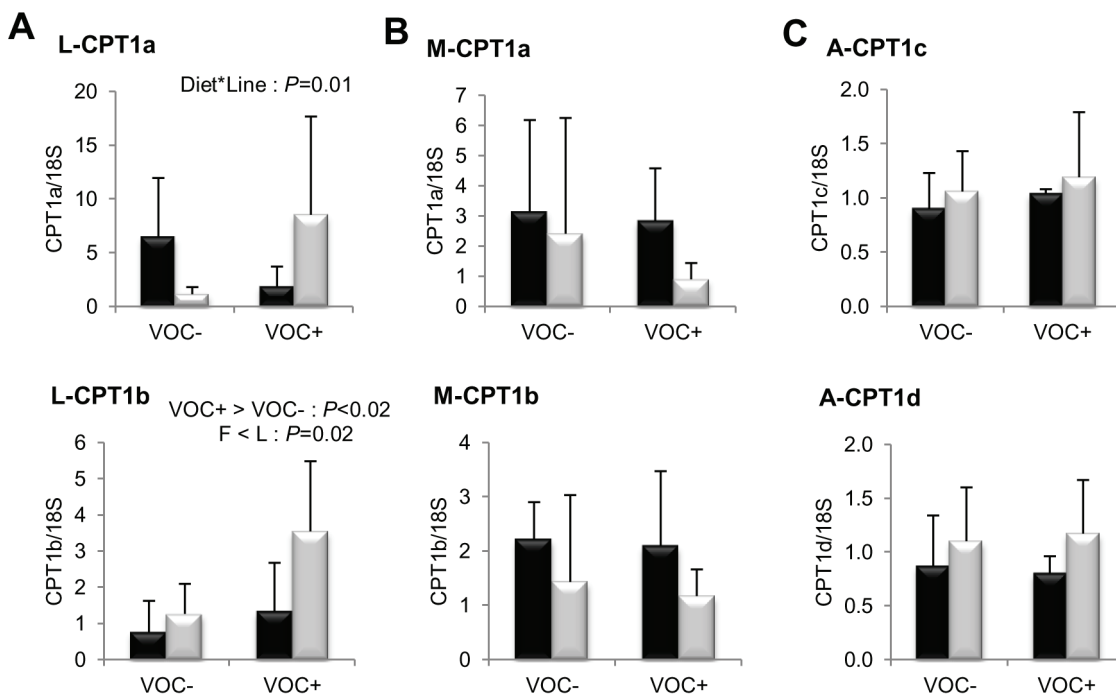 A
L-CPT1a
Diet*Line : P=0.01
CPT1a/18S
20
15
10
5
0
VOC- VOC+
B
M-CPT1a
CPT1a/18S
7
6
5
4
3
2
1
0
VOC- VOC+
C
A-CPT1c
CPT1c/18S
2.0
1.5
1.0
0.5
0.0
VOC- VOC+
L-CPT1b
VOC+ > VOC- : P<0.02
F < L : P=0.02
CPT1b/18S
6
5
4
3
2
1
0
VOC- VOC+
M-CPT1b
CPT1b/18S
4
3
2
1
0
VOC- VOC+
A-CPT1d
CPT1d/18S
2.0
1.5
1.0
0.5
0.0
VOC- VOC+